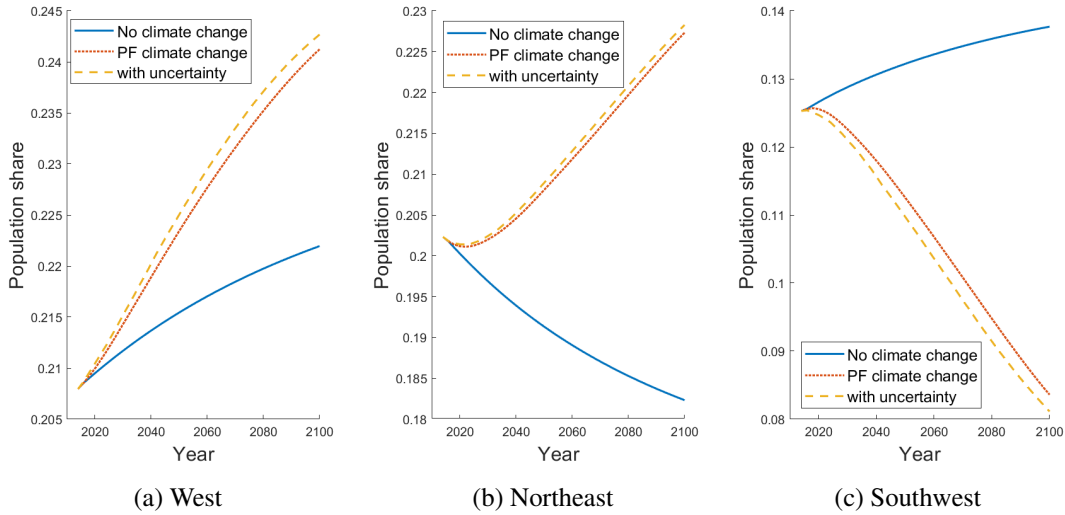 0.245
0.24
0.235
0.23
0.225
0.22
0.215
0.21
0.205
Population share
No climate change
PF climate change
with uncertainty
2020 2040 2060 2080 2100
Year
(a) West
0.23
0.225
0.22
0.215
0.21
0.205
0.2
0.195
0.19
0.185
0.18
Population share
No climate change
PF climate change
with uncertainty
2020 2040 2060 2080 2100
Year
(b) Northeast
0.14
0.13
0.12
0.11
0.1
0.09
0.08
Population share
No climate change
PF climate change
with uncertainty
2020 2040 2060 2080 2100
Year
(c) Southwest